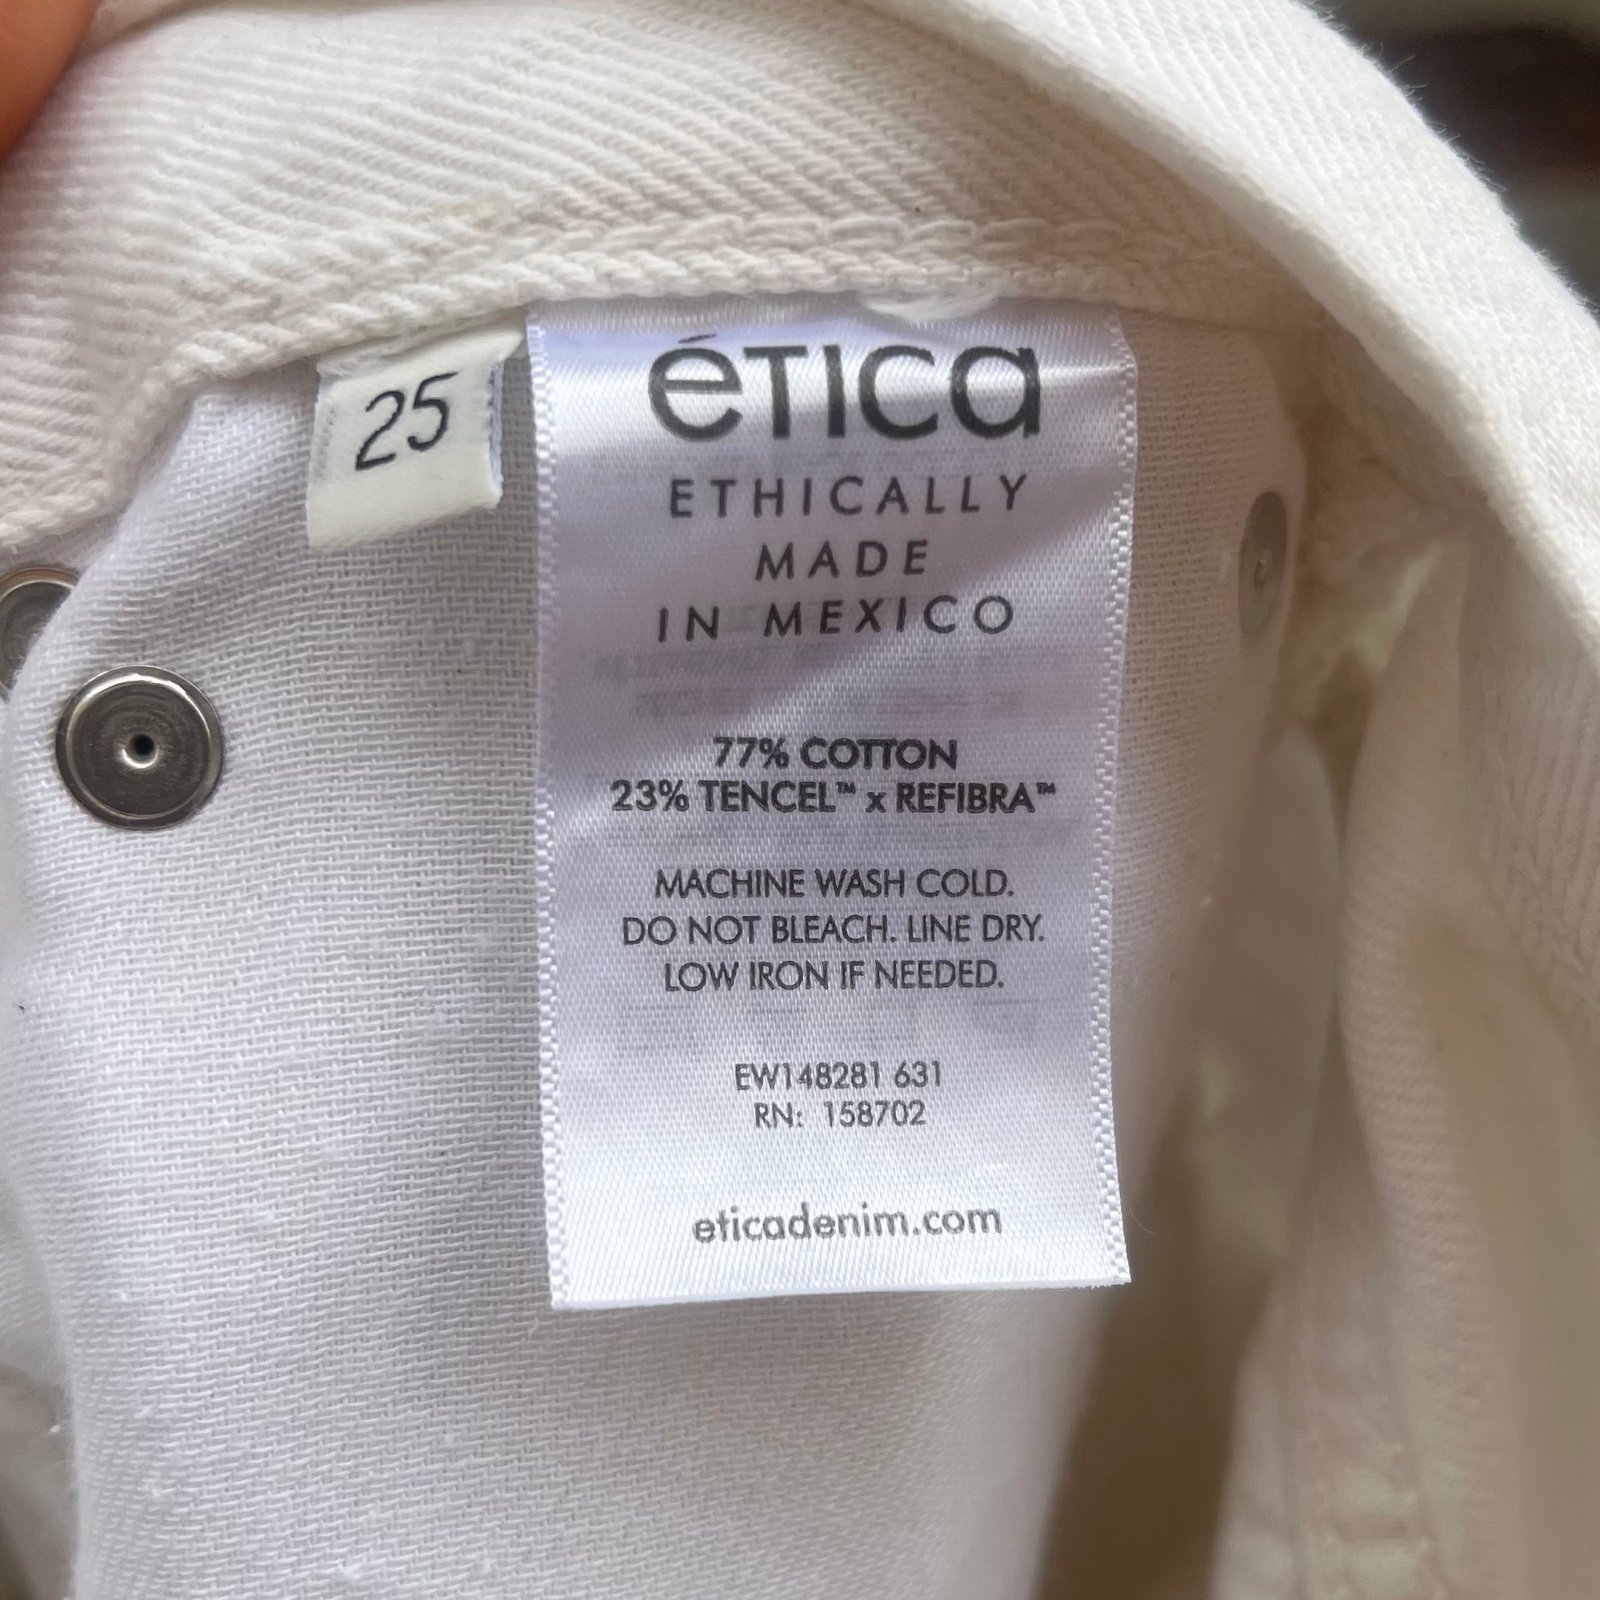 25
ética
ETHICALLY
MADE
IN MEXICO
77% COTTON
23% TENCEL™ x REFIBRA™
MACHINE WASH COLD.
DO NOT BLEACH. LINE DRY.
LOW IRON IF NEEDED.
EW148281 631
RN: 158702
eticadenim.com